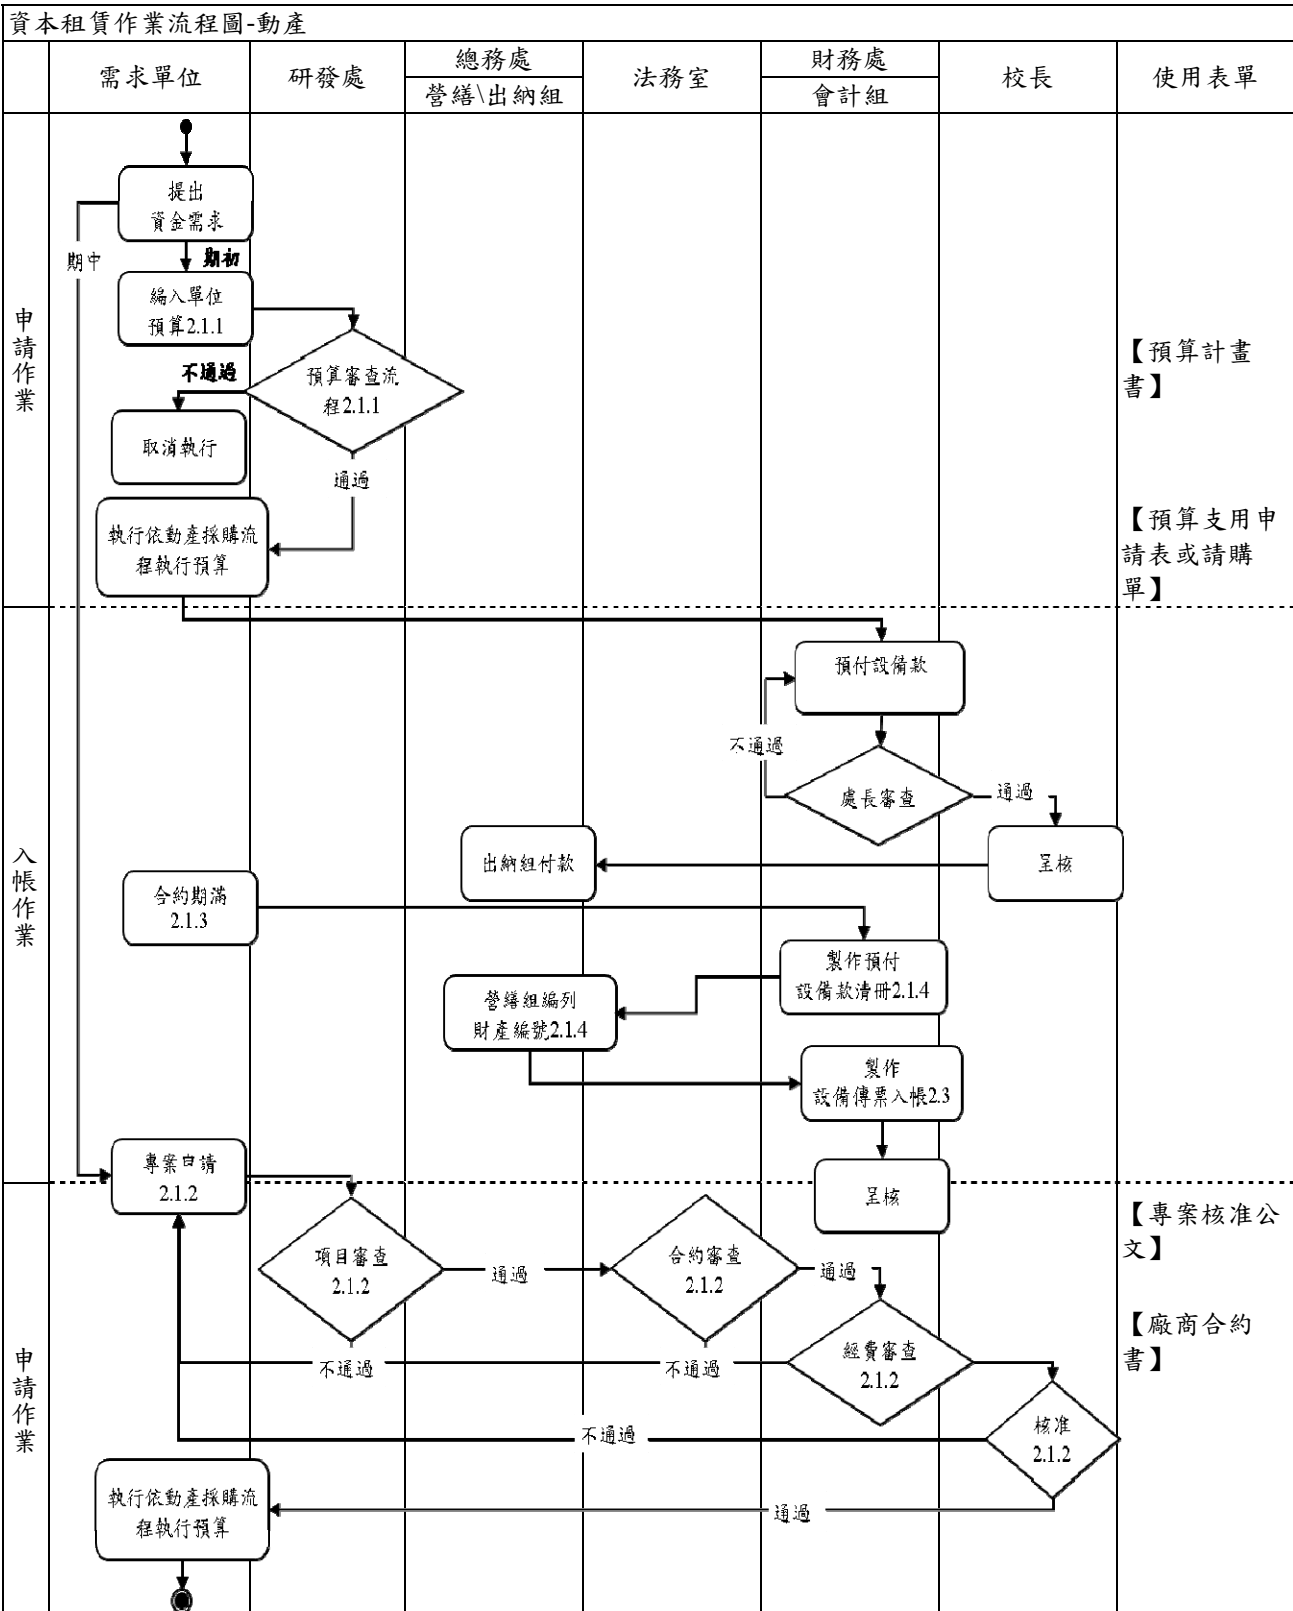 資本租賃作業流程圖-動產
需求單位
研發處
總務處
營繕\出納組
法務室
財務處
會計組
校長
使用表單
申請作業
提出
資金需求
期中
期初
編入單位
預算2.1.1
不通過
預算審查流
程2.1.1
取消執行
通過
執行依動產採購流
程執行預算
【預算計畫
書】
【預算支用申
請表或請購
單】
入帳作業
預付設備款
不通過
處長審查
通過
出納組付款
呈核
合約期滿
2.1.3
製作預付
設備款清冊2.1.4
營繕組編列
財產編號2.1.4
製作
設備傳票入帳2.3
呈核
專案申請
2.1.2
申請作業
項目審查
2.1.2
通過
合約審查
2.1.2
通過
【專案核准公
文】
不通過
不通過
經費審查
2.1.2
【廠商合約
書】
不通過
核准
2.1.2
執行依動產採購流
程執行預算
通過